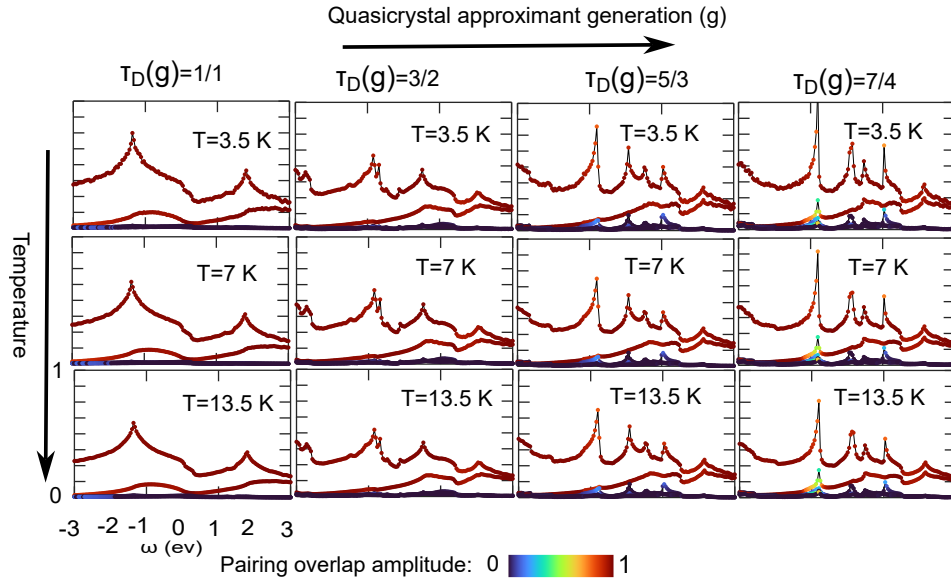 Quasicrystal approximant generation (g)
τD(g)=1/1
τD(g)=3/2
τD(g)=5/3
τD(g)=7/4
T=3.5 K
T=3.5 K
T=3.5 K
T=3.5 K
Temperature
T=7 K
T=7 K
T=7 K
T=7 K
1
T=13.5 K
T=13.5 K
T=13.5 K
T=13.5 K
0
-3 -2 -1 0 1 2 3
ω (ev)
Pairing overlap amplitude: 0 1